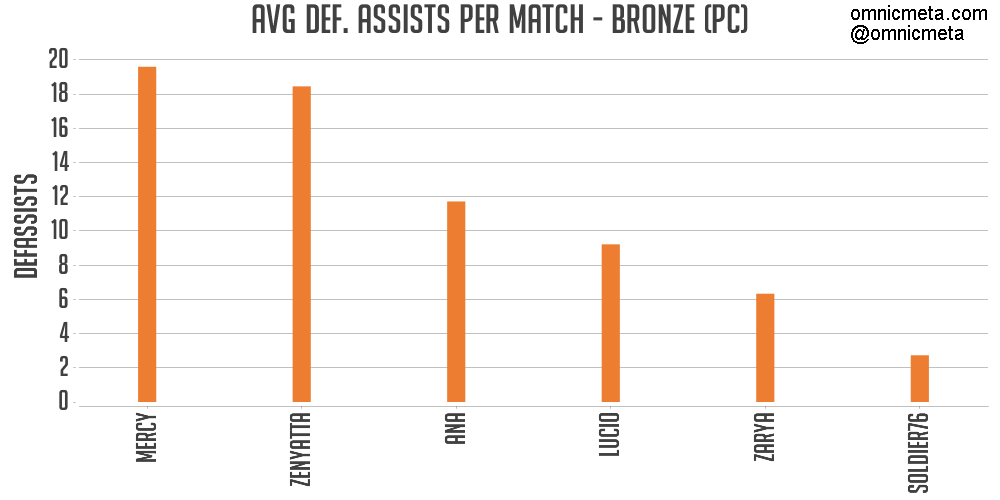 AVG DEF. ASSISTS PER MATCH - BRONZE (PC)
omnicmeta.com
@omnicmeta
DEFASSISTS
20
18
16
14
12
10
8
6
4
2
0
MERCY
ZENYATTA
ANA
LUCIO
ZARYA
SOLDIER76